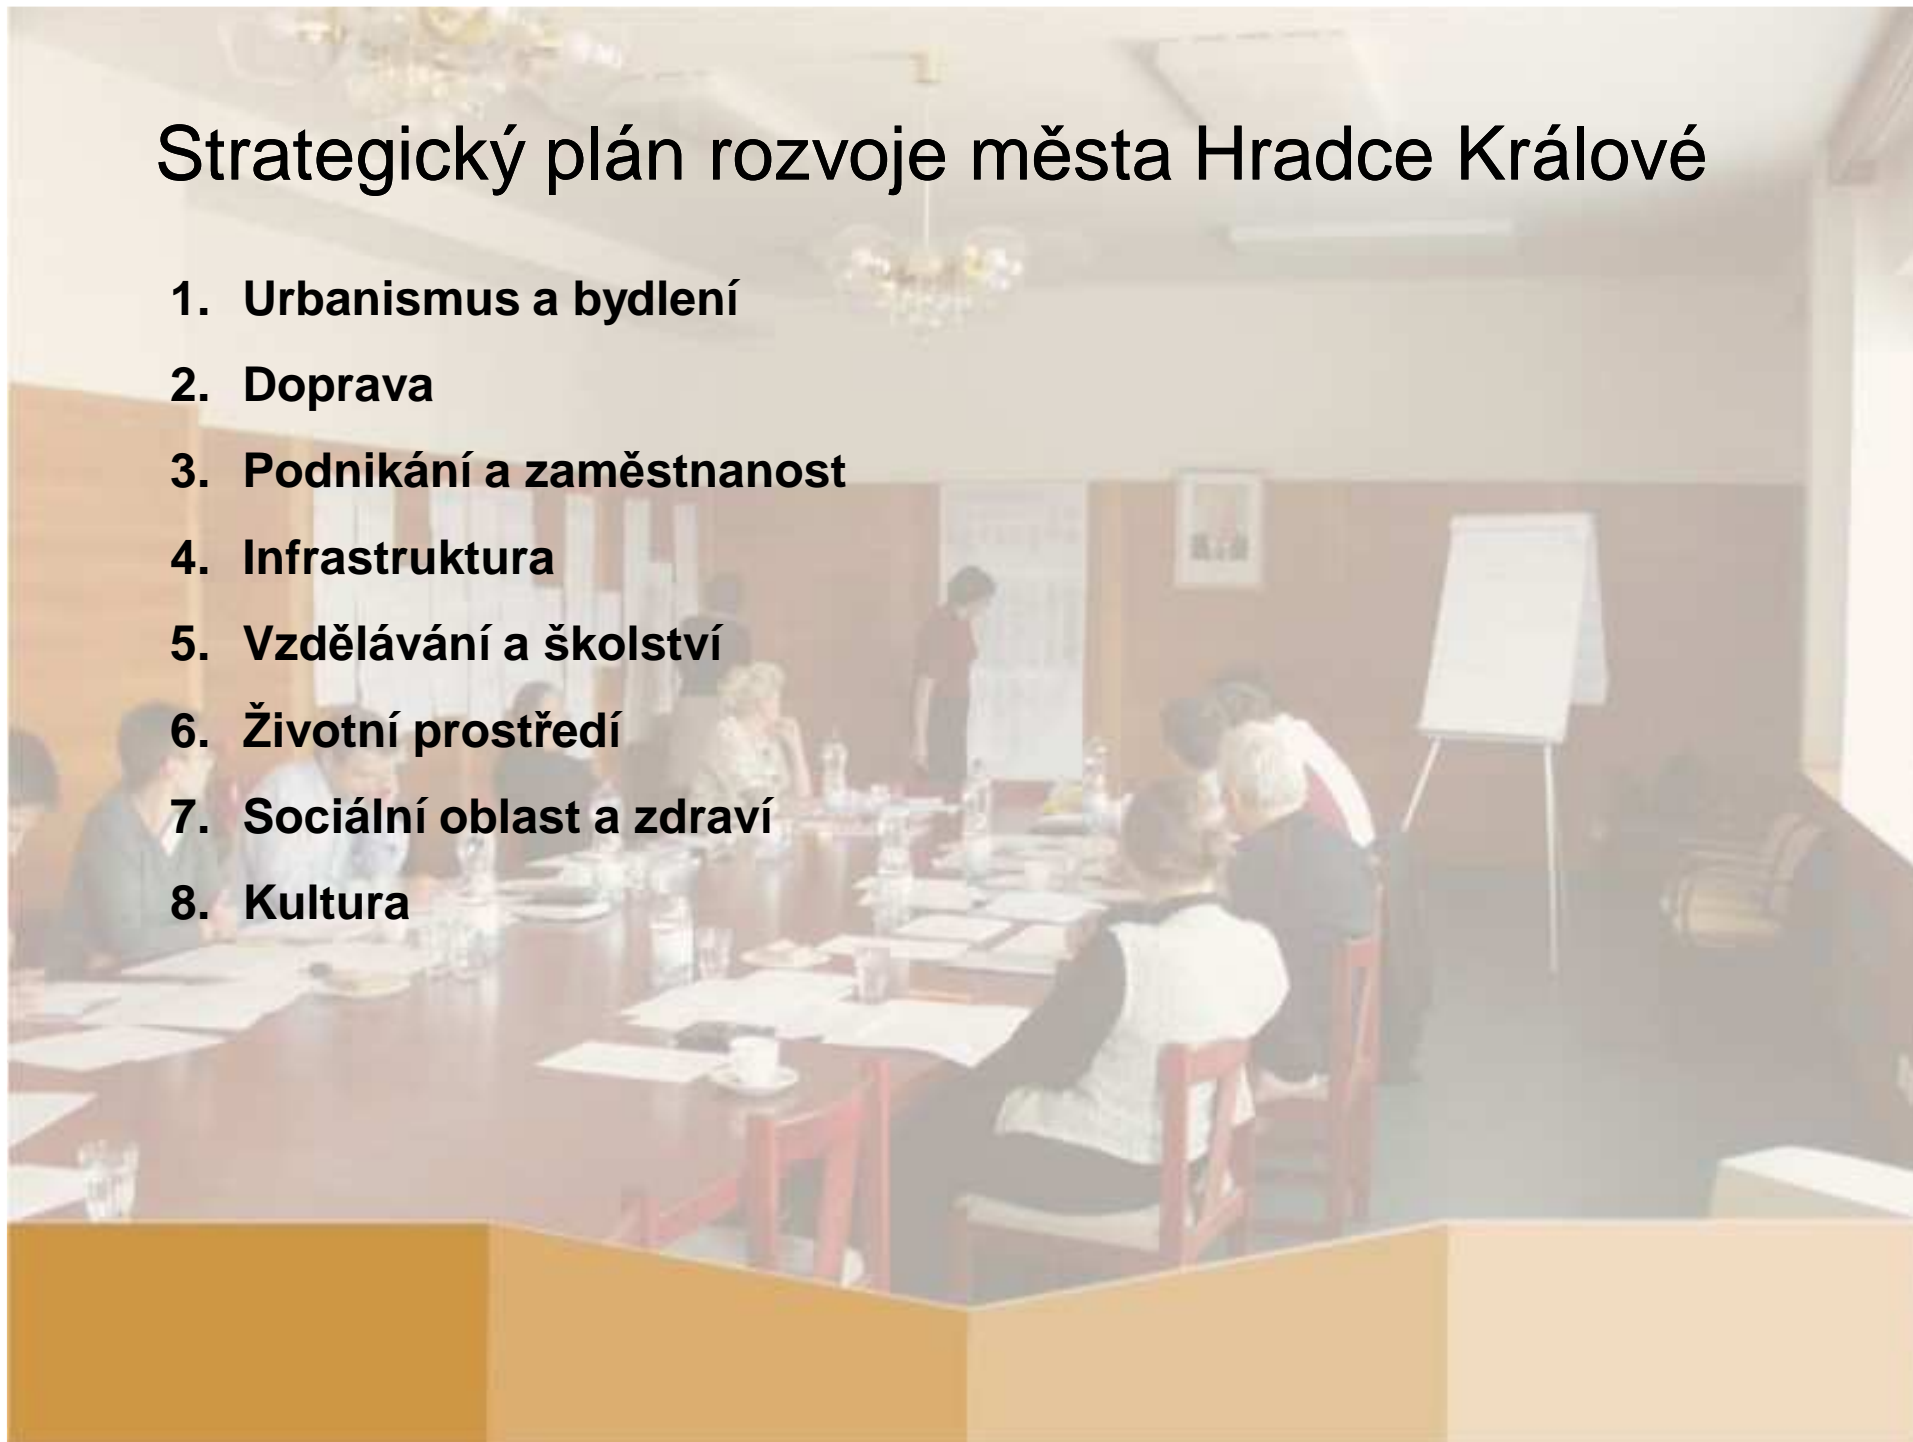 Strategický plán rozvoje města Hradce Králové
1. Urbanismus a bydlení
2. Doprava
3. Podnikání a zaměstnanost
4. Infrastruktura
5. Vzdělávání a školství
6. Životní prostředí
7. Sociální oblast a zdraví
8. Kultura